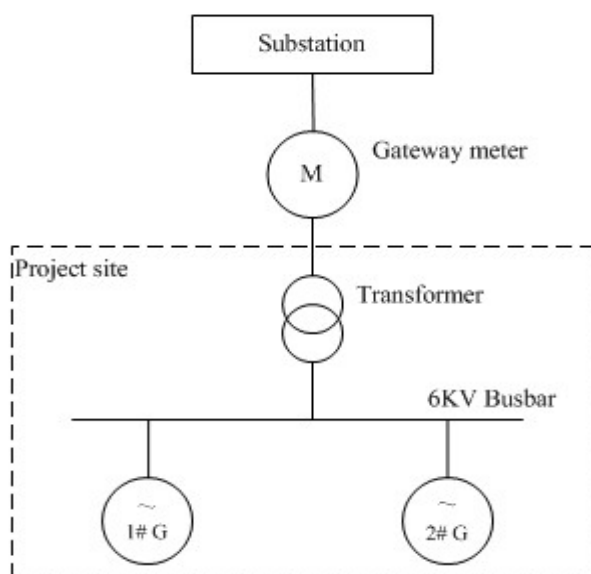 Substation
Gateway meter
M
Project site
Transformer
6KV Busbar
~
1# G
~
2# G